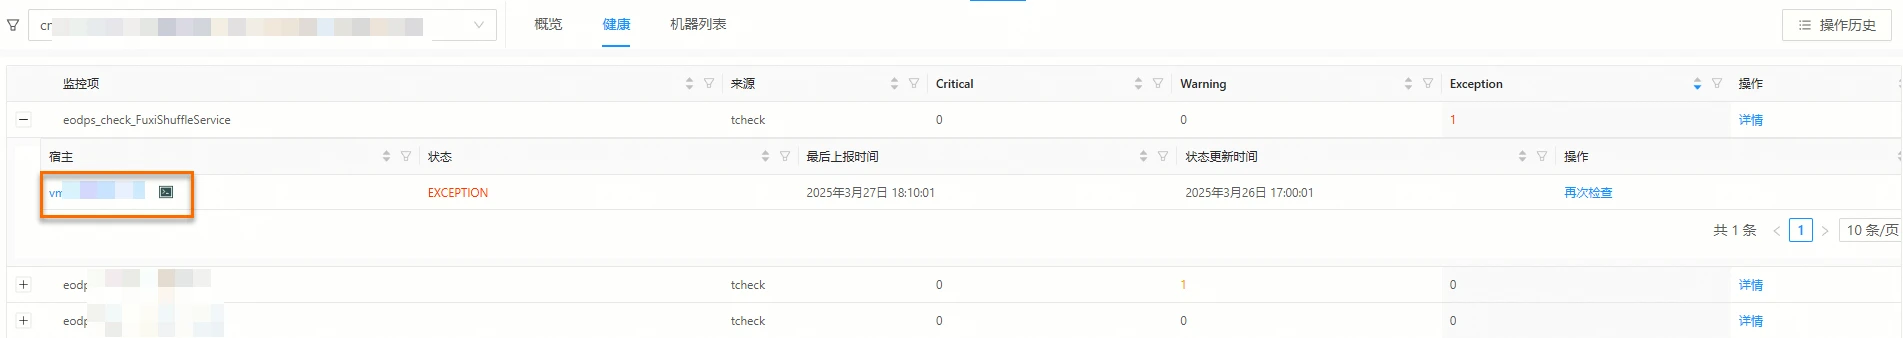 概览 健康 机器列表 操作历史
监控项 来源 Critical Warning Exception 操作
eodps_check_FuxiShuffleService tcheck 0 0 1 详情
宿主 状态 最后上报时间 状态更新时间 操作
EXCEPTION 2025年3月27日 18:10:01 2025年3月26日 17:00:01 再次检查
共 1 条 < 1 > 10 条/页
tcheck 0 1 0 详情
tcheck 0 0 0 详情